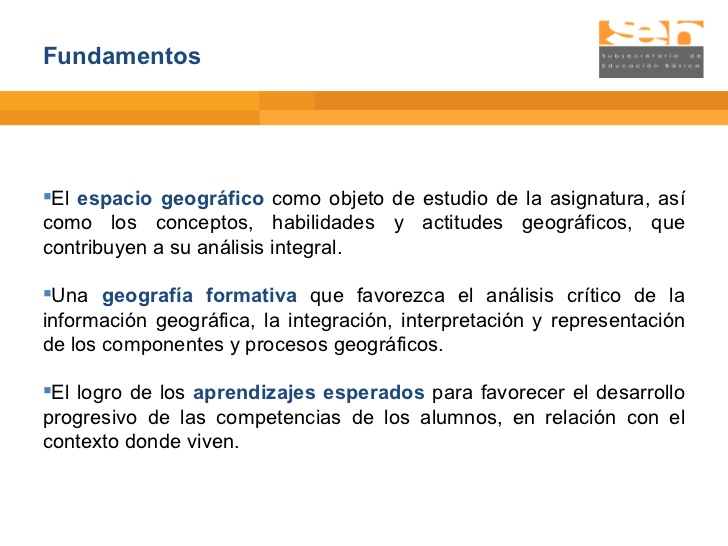 Fundamentos
seb
Subsecretaría de
Educación Básica
▪El espacio geográfico como objeto de estudio de la asignatura, así
como los conceptos, habilidades y actitudes geográficos, que
contribuyen a su análisis integral.
▪Una geografía formativa que favorezca el análisis crítico de la
información geográfica, la integración, interpretación y representación
de los componentes y procesos geográficos.
▪El logro de los aprendizajes esperados para favorecer el desarrollo
progresivo de las competencias de los alumnos, en relación con el
contexto donde viven.